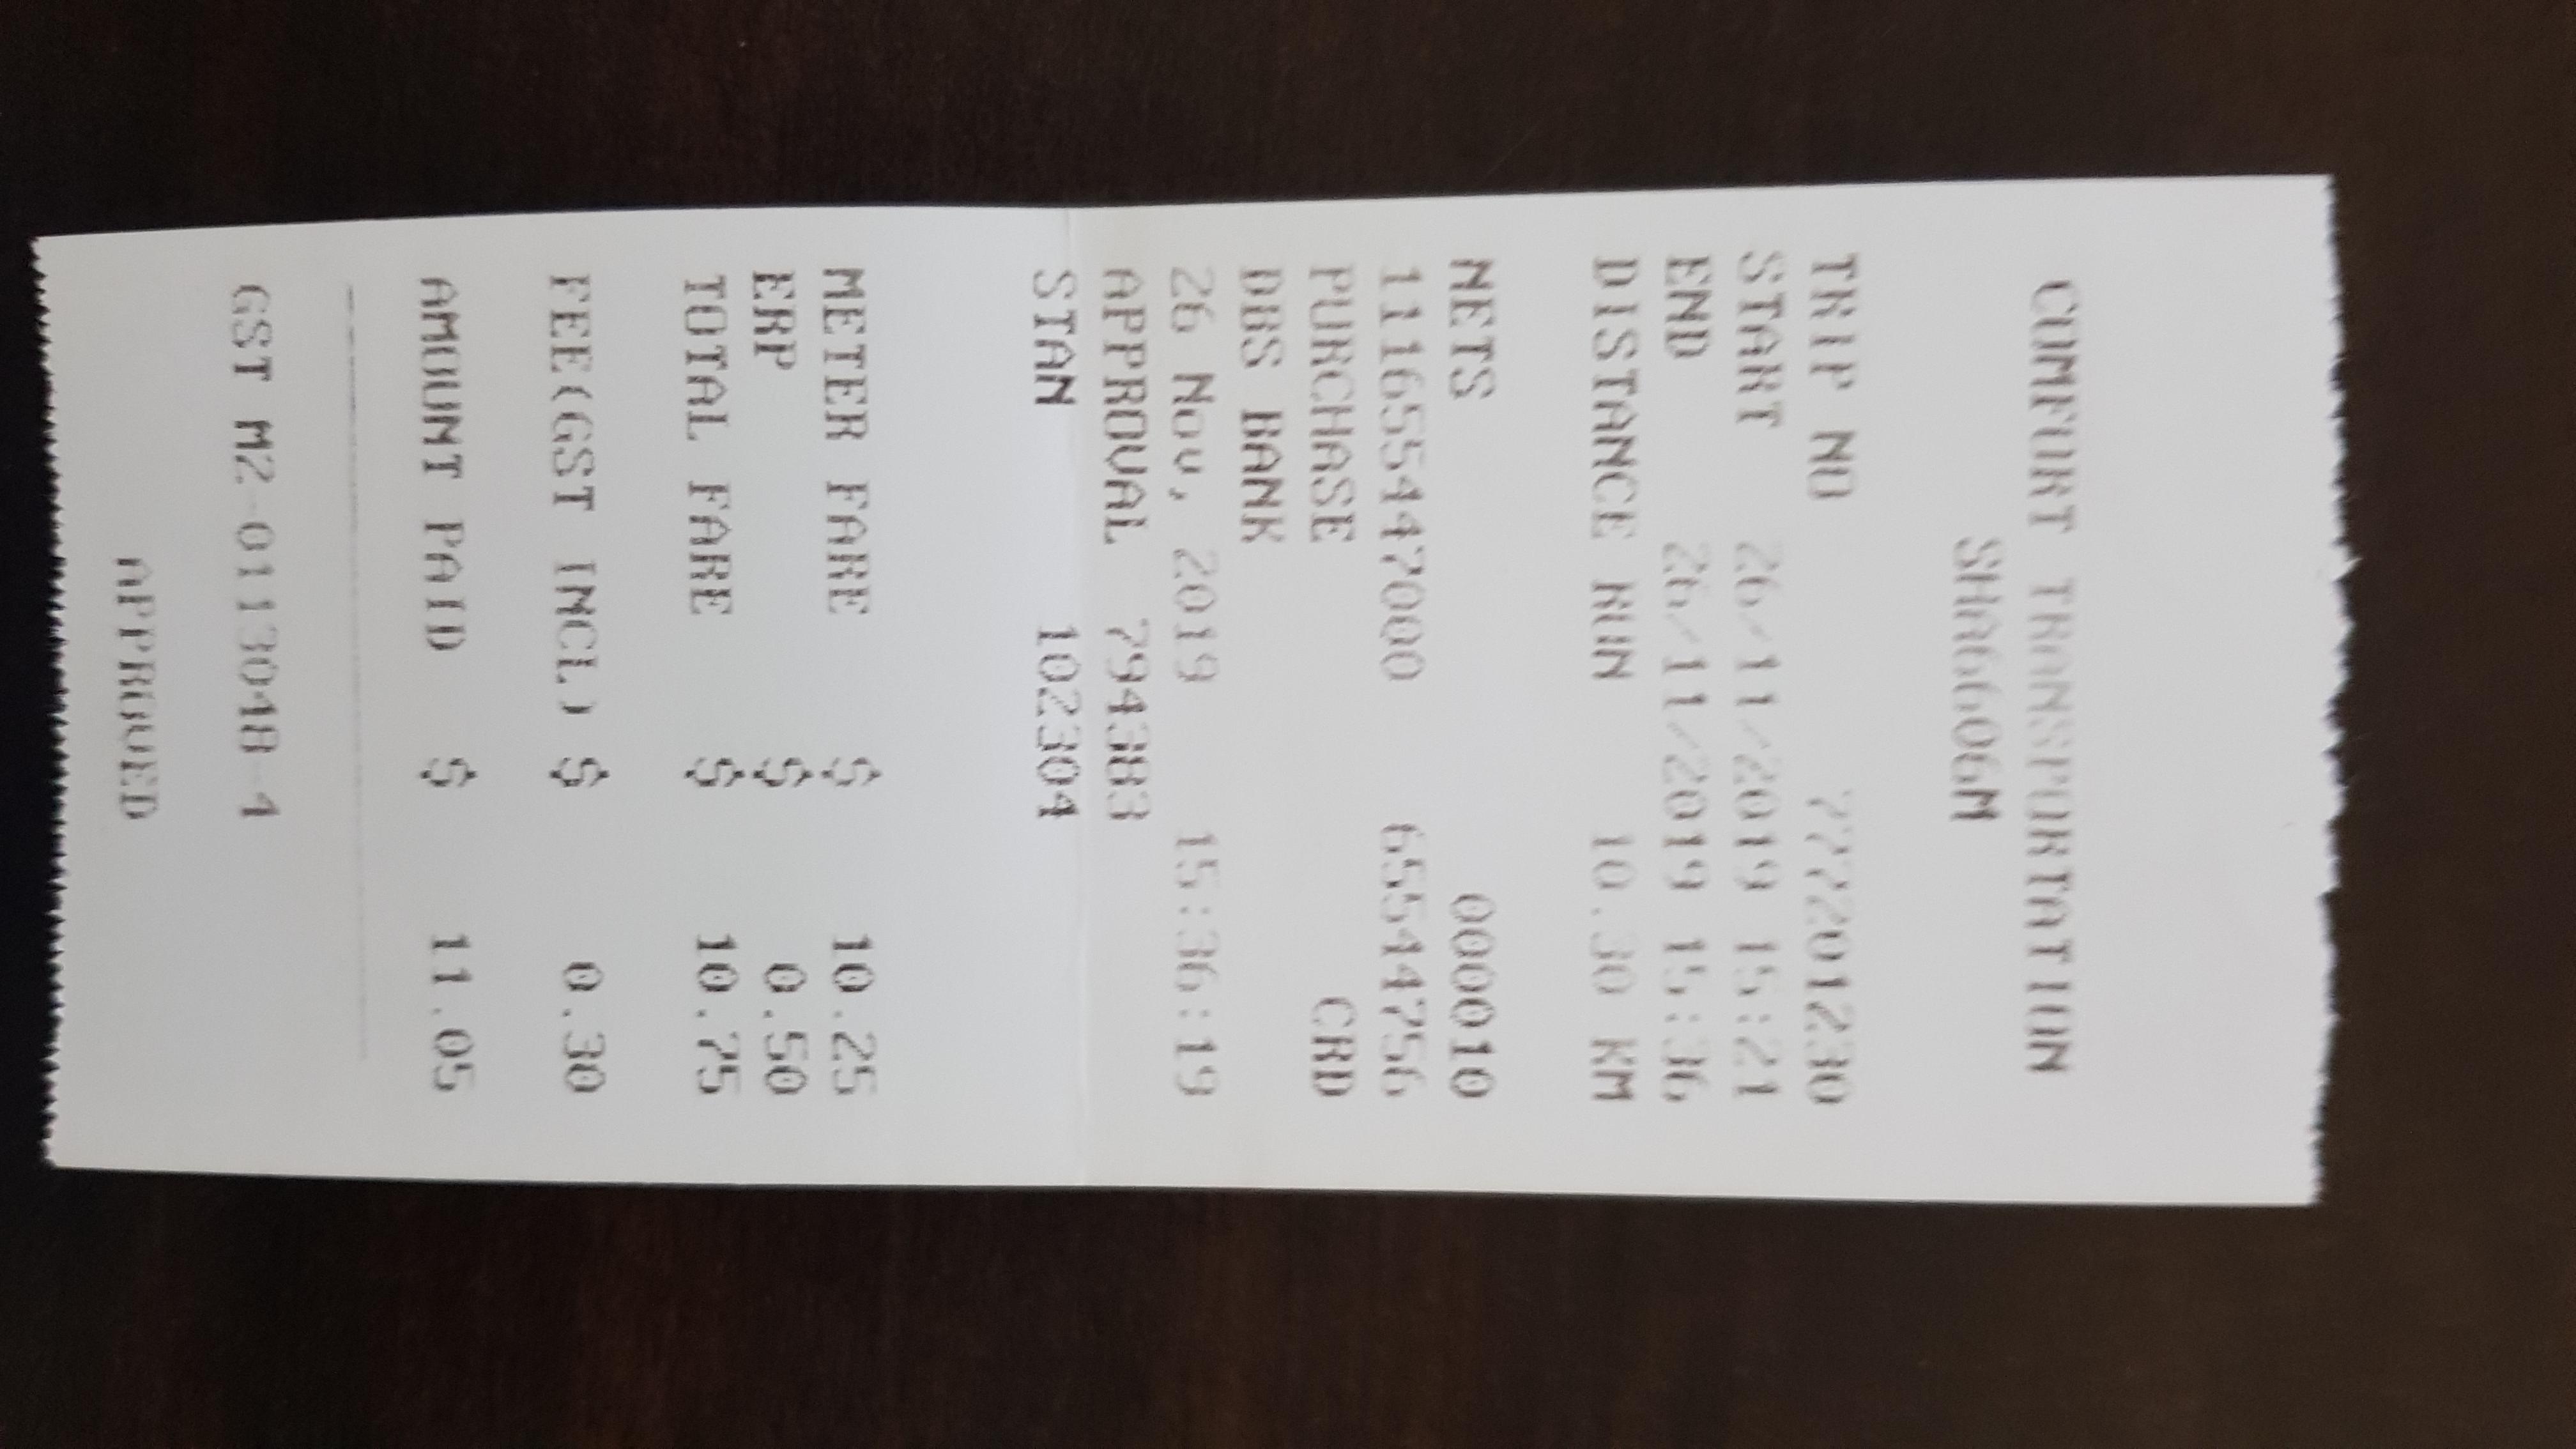 COMFORT TRANSPORTATION
SHA6606M
TRIP NO 777201230
START 26/11/2019 15:21
END 26/11/2019 15:36
DISTANCE RUN 10.30 KM
NETS 000010
111655447000 65544756
PURCHASE CRD
DBS BANK
26 Nov, 2019 15:36:19
APPROVAL 794383
STAN 102304
METER FARE $ 10.25
ERP $ 0.50
TOTAL FARE $ 10.75
FEE(GST INCL) $ 0.30
AMOUNT PAID $ 11.05
GST M2-0113048-4
APPROVED